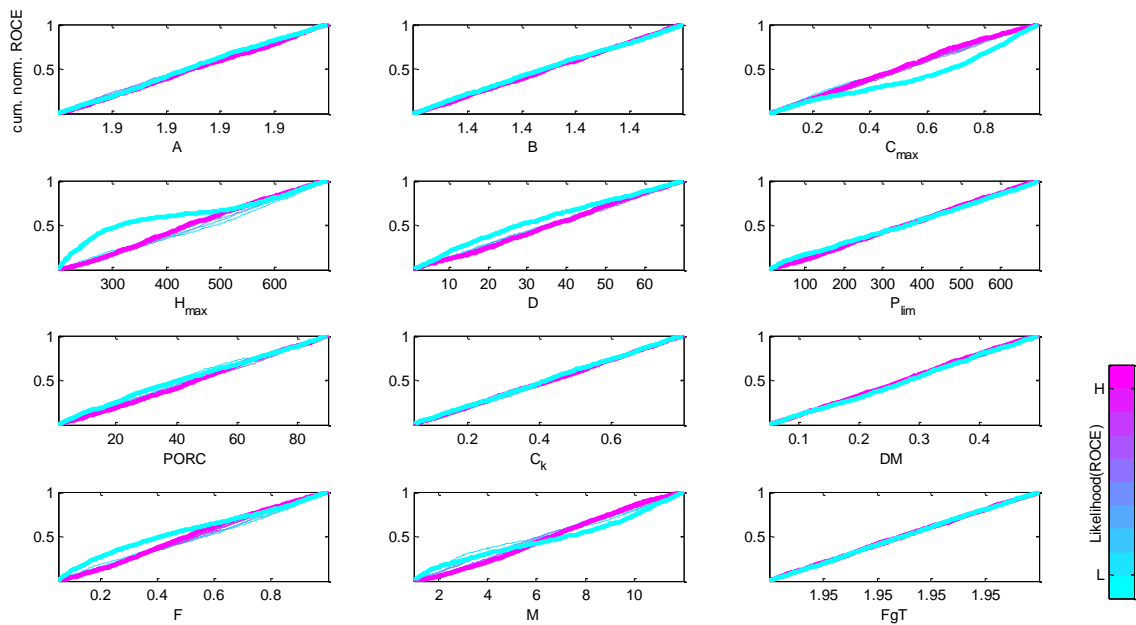 cum. norm. ROCE
1
0.5
1.9 1.9 1.9 1.9
A
1
0.5
1.4 1.4 1.4 1.4
B
1
0.5
0.2 0.4 0.6 0.8
Cmax
1
0.5
300 400 500 600
Hmax
1
0.5
10 20 30 40 50 60
D
1
0.5
100 200 300 400 500 600
Plim
1
0.5
20 40 60 80
PORC
1
0.5
0.2 0.4 0.6
Ck
1
0.5
0.1 0.2 0.3 0.4
DM
1
0.5
0.2 0.4 0.6 0.8
F
1
0.5
2 4 6 8 10
M
1
0.5
1.95 1.95 1.95 1.95
FgT
Likelihood(ROCE)
H
L